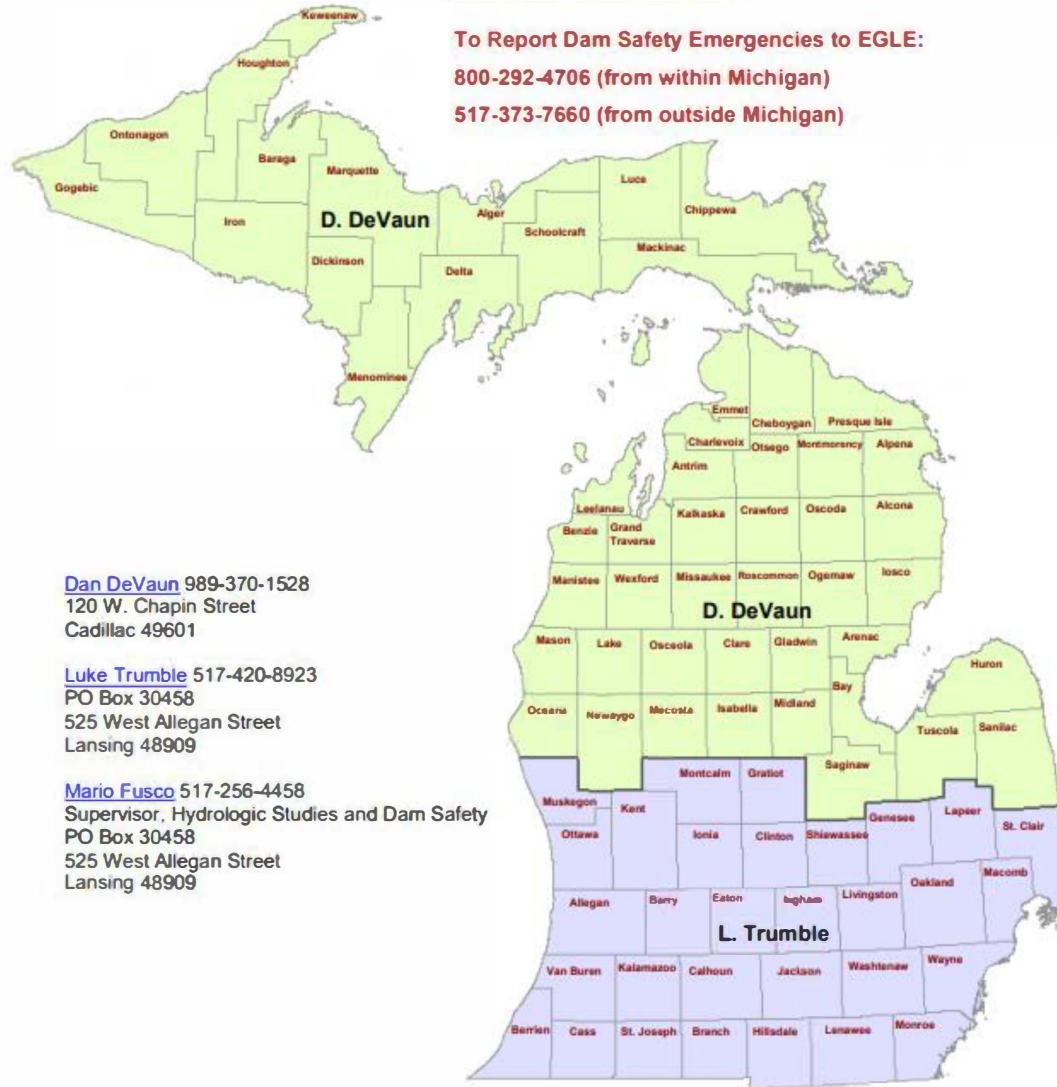 To Report Dam Safety Emergencies to EGLE:
800-292-4706 (from within Michigan)
517-373-7660 (from outside Michigan)
Keweenaw
Houghton
Ontonagon
Baraga
Marquette
Gogebic
Iron
D. DeVaun
Alger
Luce
Schoolcraft
Chippewa
Mackinac
Dickinson
Delta
Menominee
Emmet
Cheboygan
Presque Isle
Charlevoix
Otsego
Montmorency
Alpena
Antrim
Leelanau
Benzie
Grand
Traverse
Kalkaska
Crawford
Oscoda
Alcona
Manistee
Wexford
Missaukee
Roscommon
Ogemaw
Iosco
D. DeVaun
Mason
Lake
Osceola
Clare
Gladwin
Arenac
Huron
Bay
Oceana
Newaygo
Mecosta
Isabella
Midland
Tuscola
Sanilac
Saginaw
Dan DeVaun 989-370-1528
120 W. Chapin Street
Cadillac 49601
Luke Trumble 517-420-8923
PO Box 30458
525 West Allegan Street
Lansing 48909
Mario Fusco 517-256-4458
Supervisor, Hydrologic Studies and Dam Safety
PO Box 30458
525 West Allegan Street
Lansing 48909
Montcalm
Gratiot
Muskegon
Kent
Ottawa
Ionia
Clinton
Shiawassee
Genesee
Lapeer
St. Clair
Allegan
Barry
Eaton
Ingham
Livingston
Oakland
Macomb
L. Trumble
Van Buren
Kalamazoo
Calhoun
Jackson
Washtenaw
Wayne
Berrien
Cass
St. Joseph
Branch
Hillsdale
Lenawee
Monroe